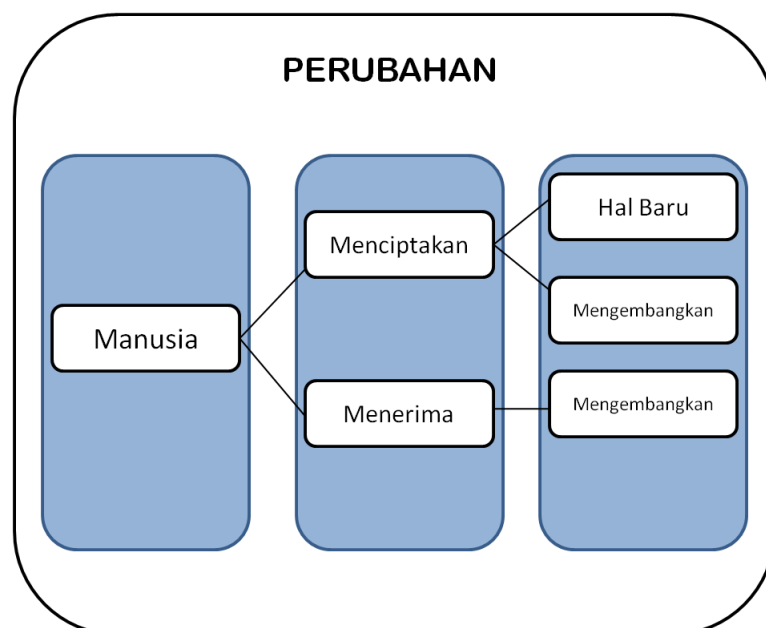 PERUBAHAN
Manusia
Menciptakan
Menerima
Hal Baru
Mengembangkan
Mengembangkan